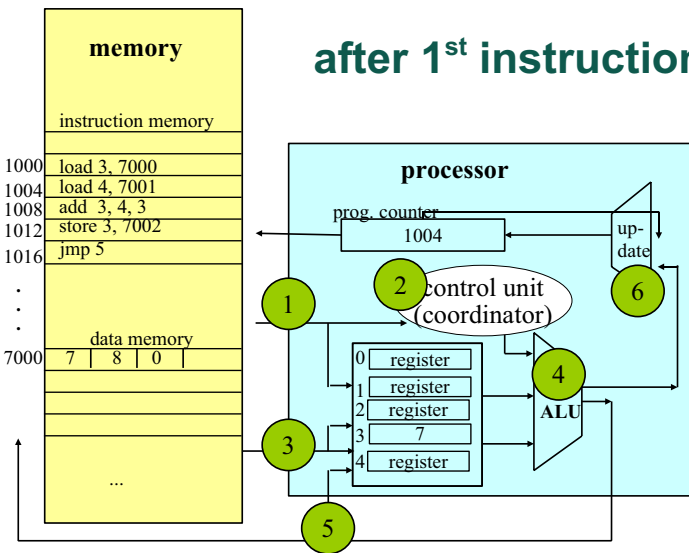 memory
after 1st instruction
instruction memory
1000 load 3, 7000
1004 load 4, 7001
1008 add 3, 4, 3
1012 store 3, 7002
1016 jmp 5
.
.
.
data memory
7000 7 8 0
...
processor
prog. counter
1004
up-
date
control unit
(coordinator)
0 register
1 register
2 register
3 7
4 register
ALU
1
2
3
4
5
6